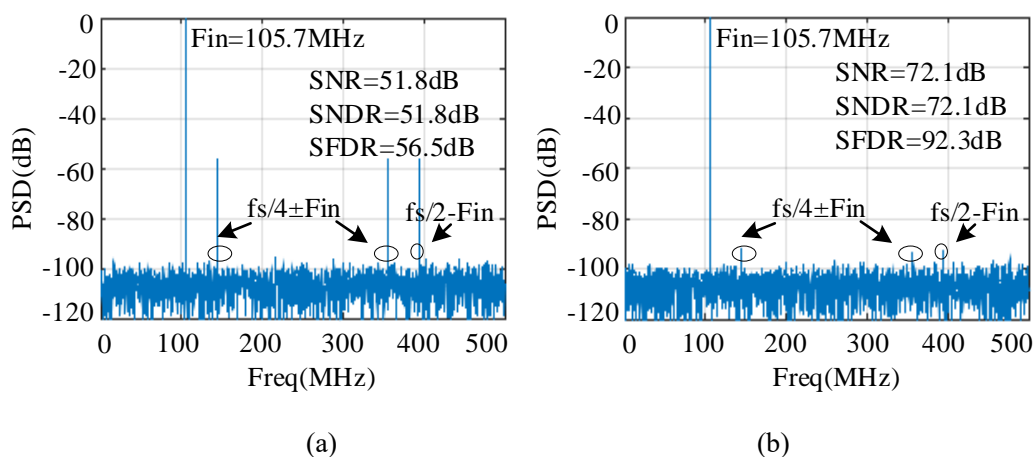 0
-20
-40
-60
-80
-100
-120
PSD(dB)
Fin=105.7MHz
SNR=51.8dB
SNDR=51.8dB
SFDR=56.5dB
fs/4±Fin
fs/2-Fin
0 100 200 300 400 500
Freq(MHz)
(a)
0
-20
-40
-60
-80
-100
-120
PSD(dB)
Fin=105.7MHz
SNR=72.1dB
SNDR=72.1dB
SFDR=92.3dB
fs/4±Fin
fs/2-Fin
0 100 200 300 400 500
Freq(MHz)
(b)